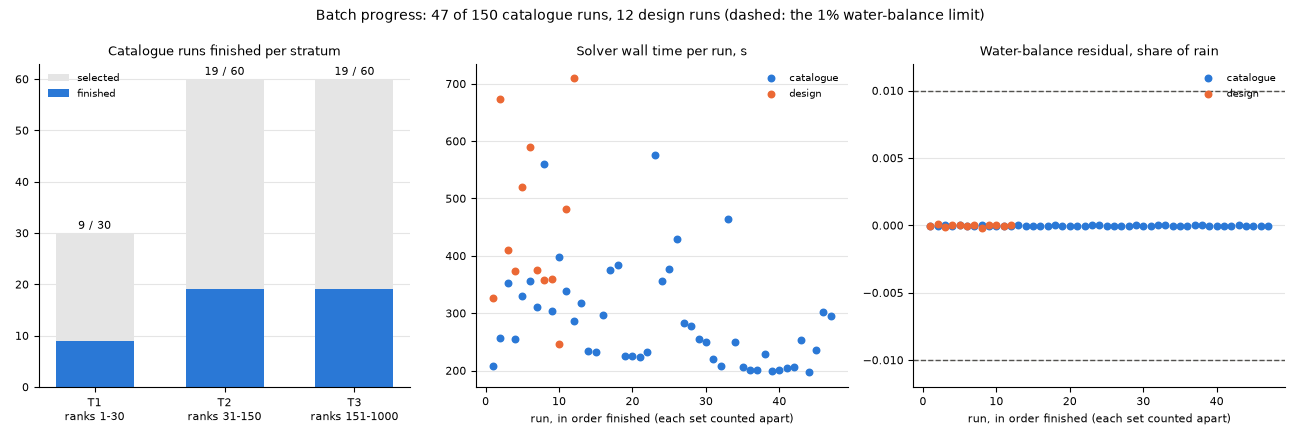 Batch progress: 47 of 150 catalogue runs, 12 design runs (dashed: the 1% water-balance limit)
Catalogue runs finished per stratum
selected
finished
9 / 30
19 / 60
19 / 60
60
50
40
30
20
10
0
T1
ranks 1-30
T2
ranks 31-150
T3
ranks 151-1000
Solver wall time per run, s
catalogue
design
700
600
500
400
300
200
0
10
20
30
40
run, in order finished (each set counted apart)
Water-balance residual, share of rain
catalogue
design
0.010
0.005
0.000
−0.005
−0.010
0
10
20
30
40
run, in order finished (each set counted apart)